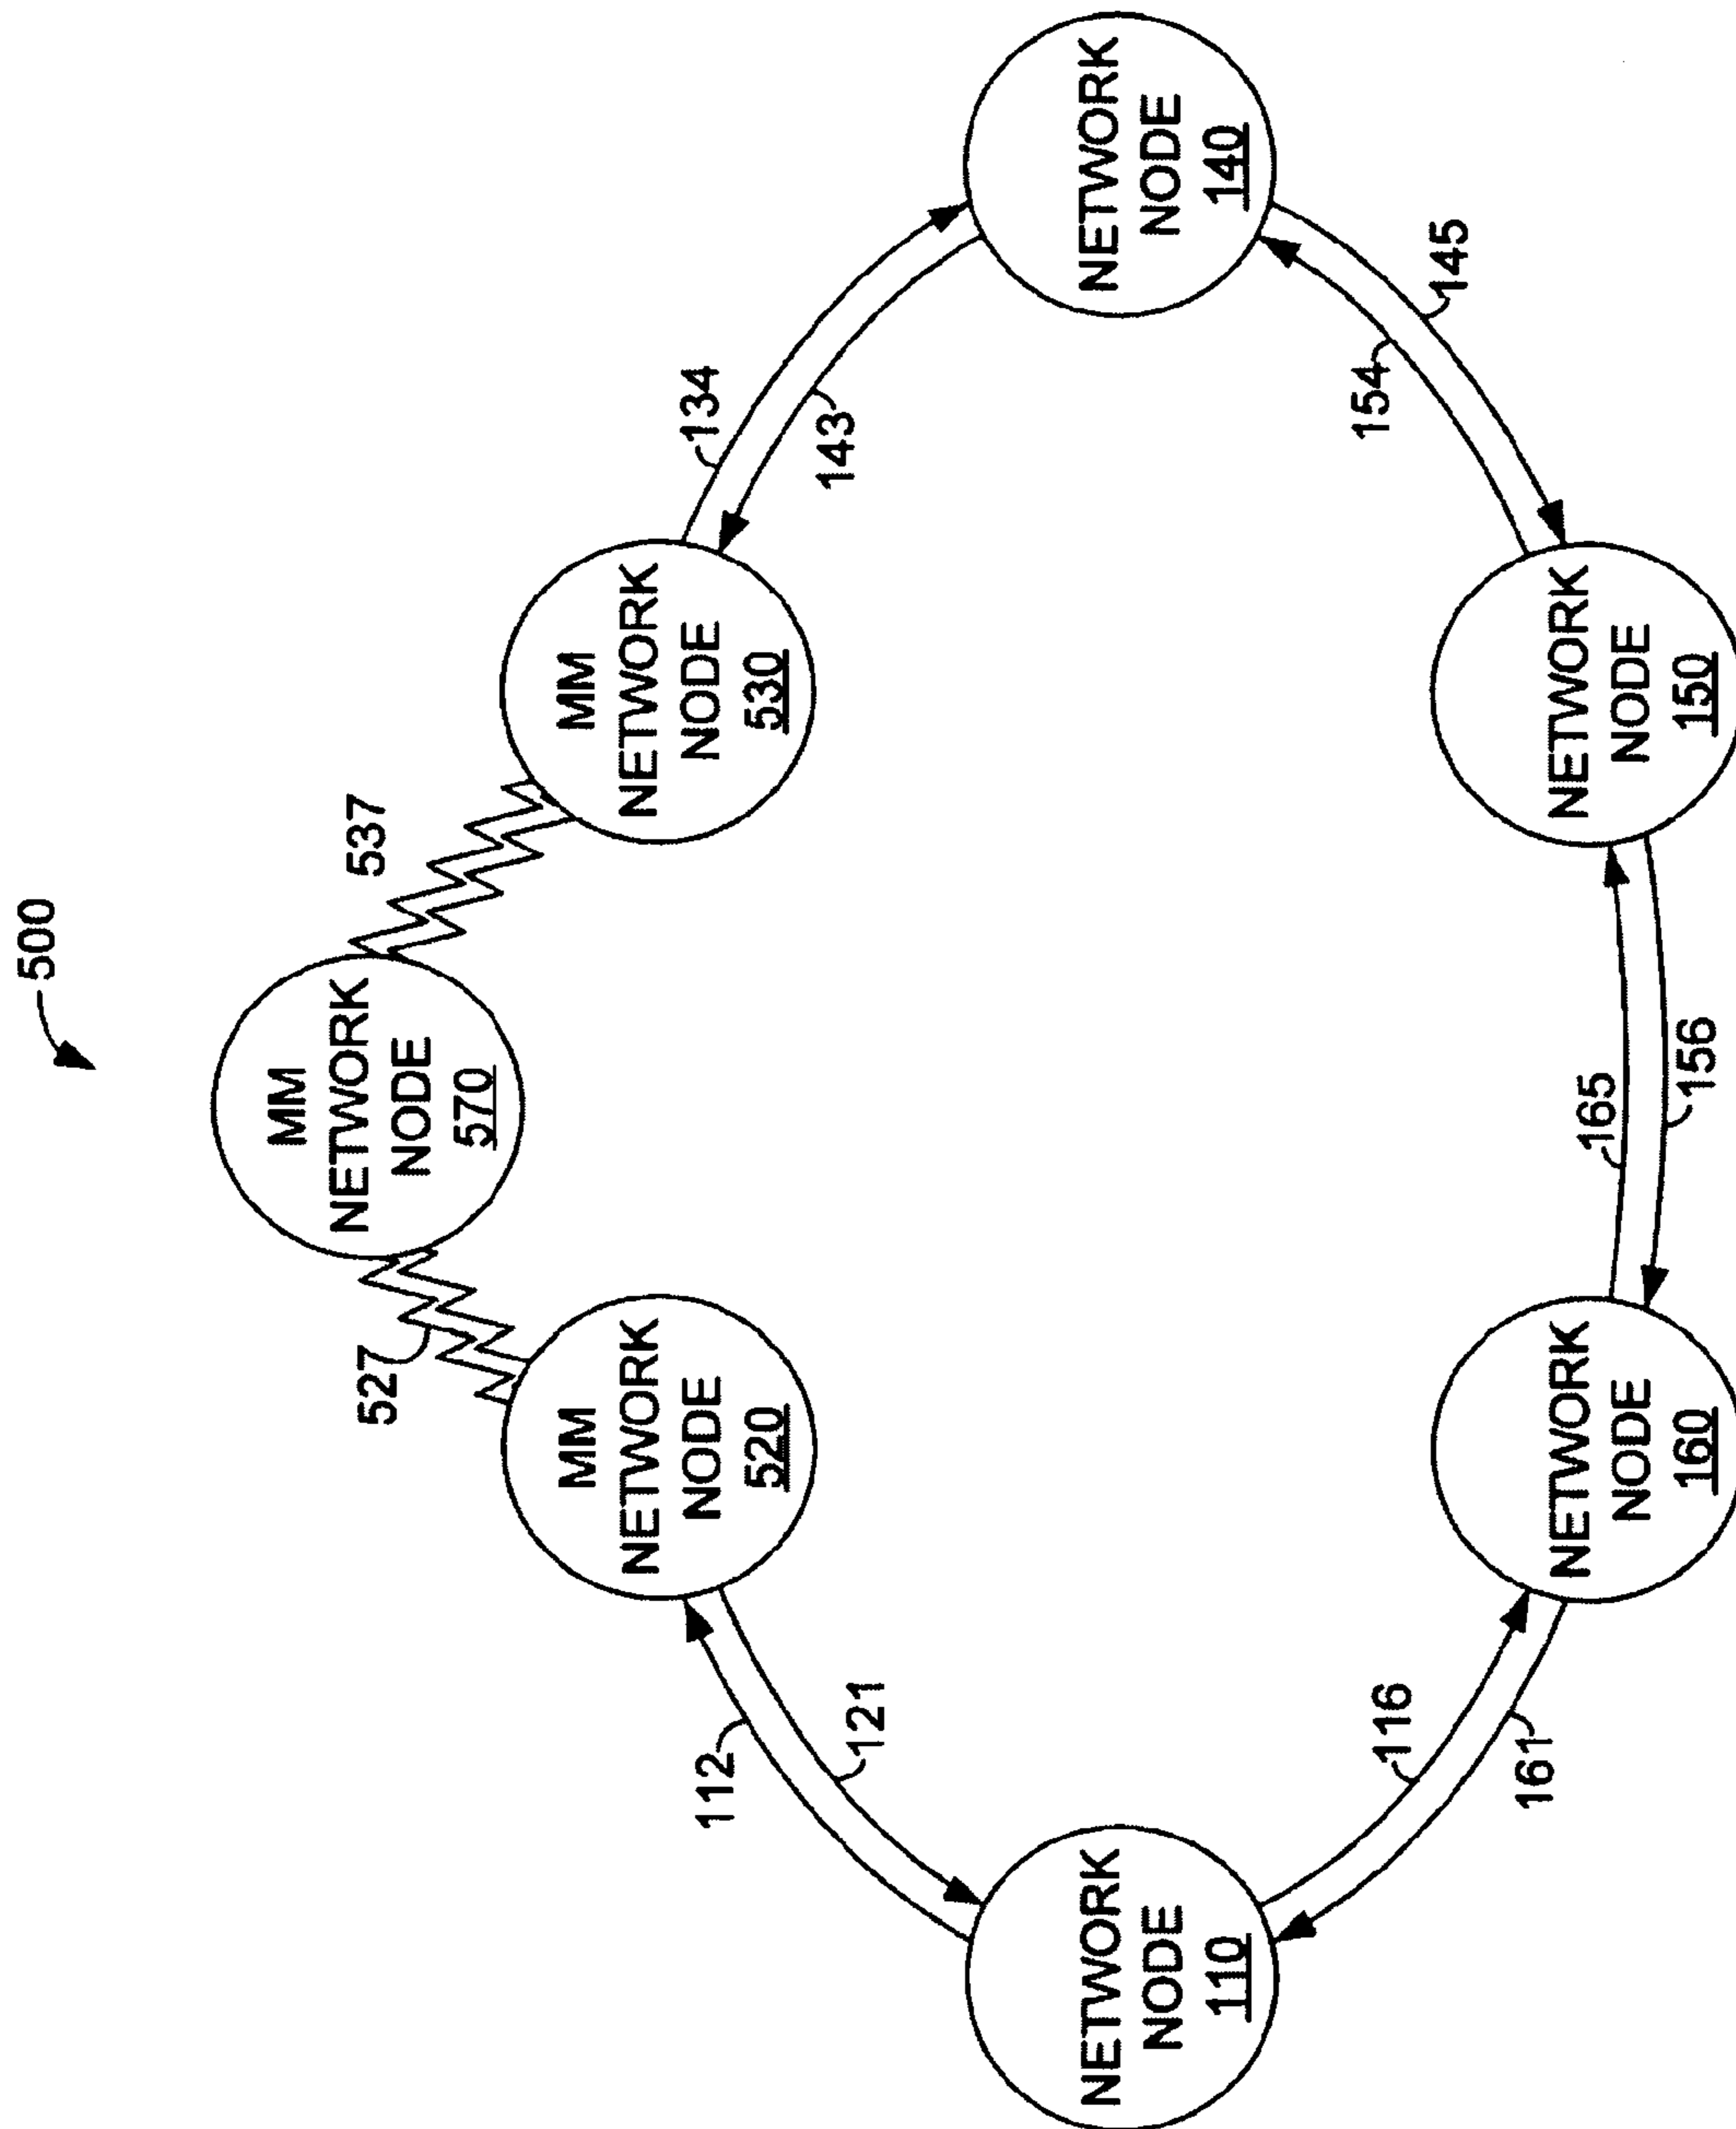 500
MM
NETWORK
NODE
570
527
537
MM
NETWORK
NODE
520
MM
NETWORK
NODE
530
112
121
134
143
NETWORK
NODE
110
NETWORK
NODE
140
116
161
154
145
NETWORK
NODE
160
165
156
NETWORK
NODE
150